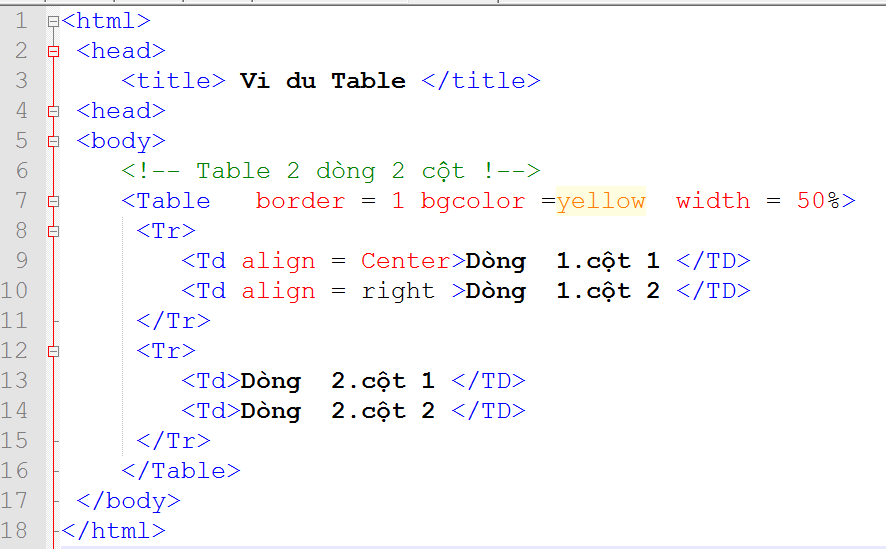 1 <html>
2 <head>
3 <title> Vi du Table </title>
4 <head>
5 <body>
6 <!-- Table 2 dòng 2 cột !-->
7 <Table border = 1 bgcolor =yellow width = 50%>
8 <Tr>
9 <Td align = Center>Dòng 1.cột 1 </TD>
10 <Td align = right >Dòng 1.cột 2 </TD>
11 </Tr>
12 <Tr>
13 <Td>Dòng 2.cột 1 </TD>
14 <Td>Dòng 2.cột 2 </TD>
15 </Tr>
16 </Table>
17 </body>
18 </html>